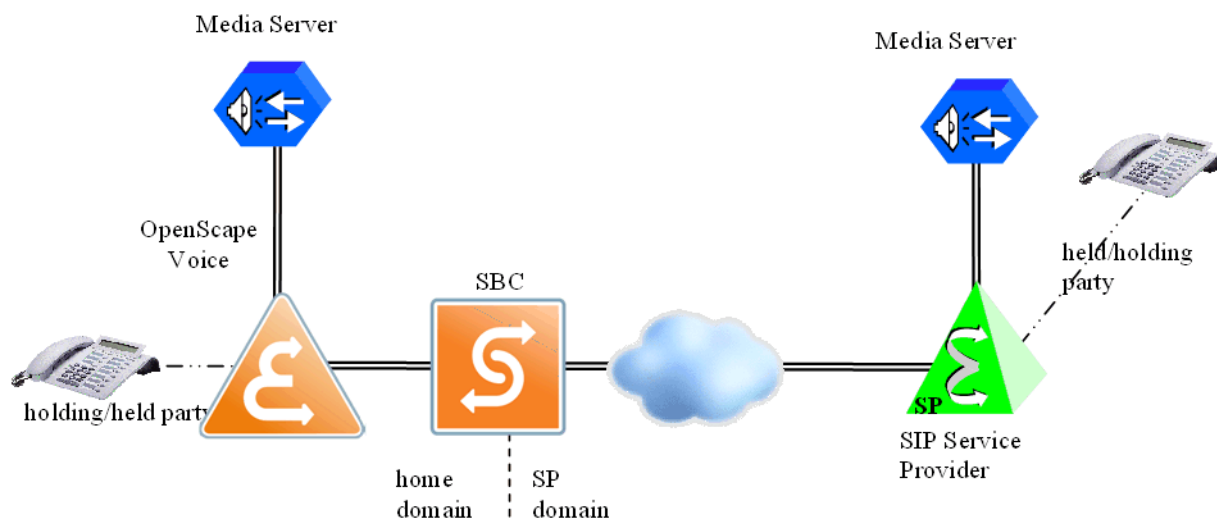 Media Server
Media Server
OpenScape
Voice
SBC
held/holding
party
holding/held party
SP
SIP Service
Provider
home
domain
SP
domain